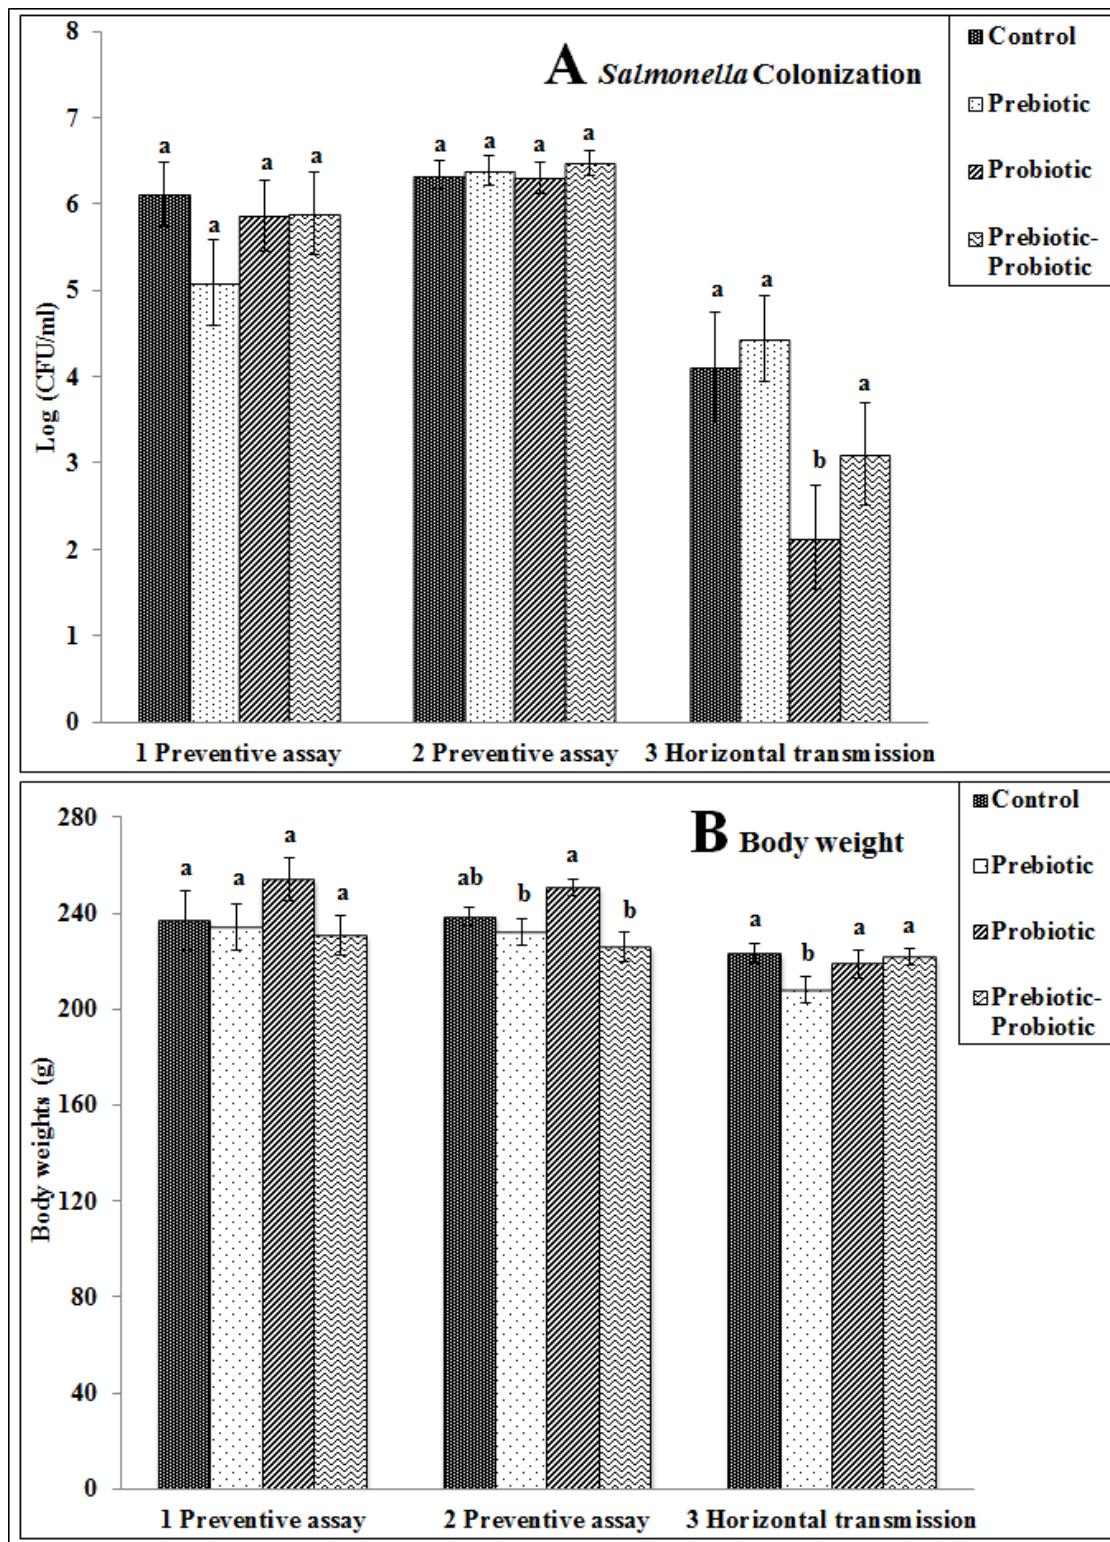 8
7
6
5
4
3
2
1
0
Log (CFU/ml)
A Salmonella Colonization
Control
Prebiotic
Probiotic
Prebiotic-
Probiotic
a
a
a
a
a
a
a
a
a
a
b
a
1 Preventive assay
2 Preventive assay
3 Horizontal transmission
280
240
200
160
120
80
40
0
Body weights (g)
B Body weight
Control
Prebiotic
Probiotic
Prebiotic-
Probiotic
a
a
a
a
ab
b
a
b
a
b
a
a
1 Preventive assay
2 Preventive assay
3 Horizontal transmission